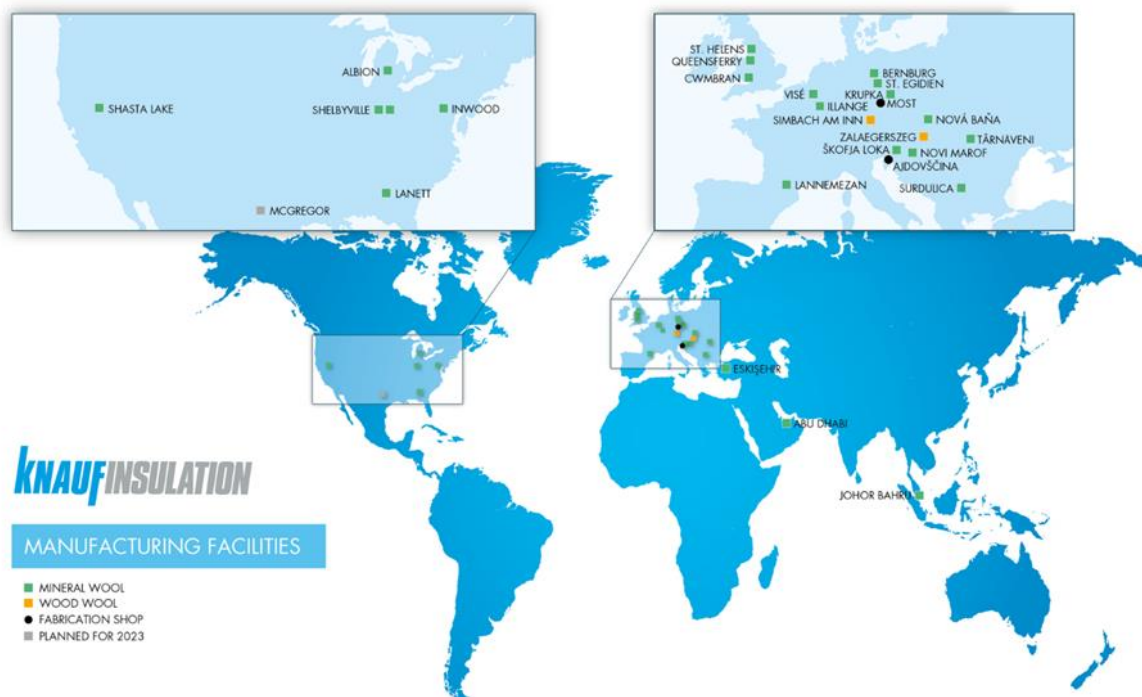 ALBION
SHASTA LAKE
SHELBYVILLE
INWOOD
LANETT
MCGREGOR
ST. HELENS
QUEENSFERRY
CWMBRAN
BERNBURG
ST. EGIDIEN
VISÉ
KRUPKA
MOST
ILLANGE
SIMBACH AM INN
NOVÁ BAŇA
ZALAEGERSZEG
TÂRNAVENI
ŠKOFJA LOKA
NOVI MAROF
AJDOVŠČINA
LANNEMEZAN
SURDULICA
ESKIŞEHIR
ABU DHABI
JOHOR BAHRU
KNAUFINSULATION
MANUFACTURING FACILITIES
MINERAL WOOL
WOOD WOOL
FABRICATION SHOP
PLANNED FOR 2023